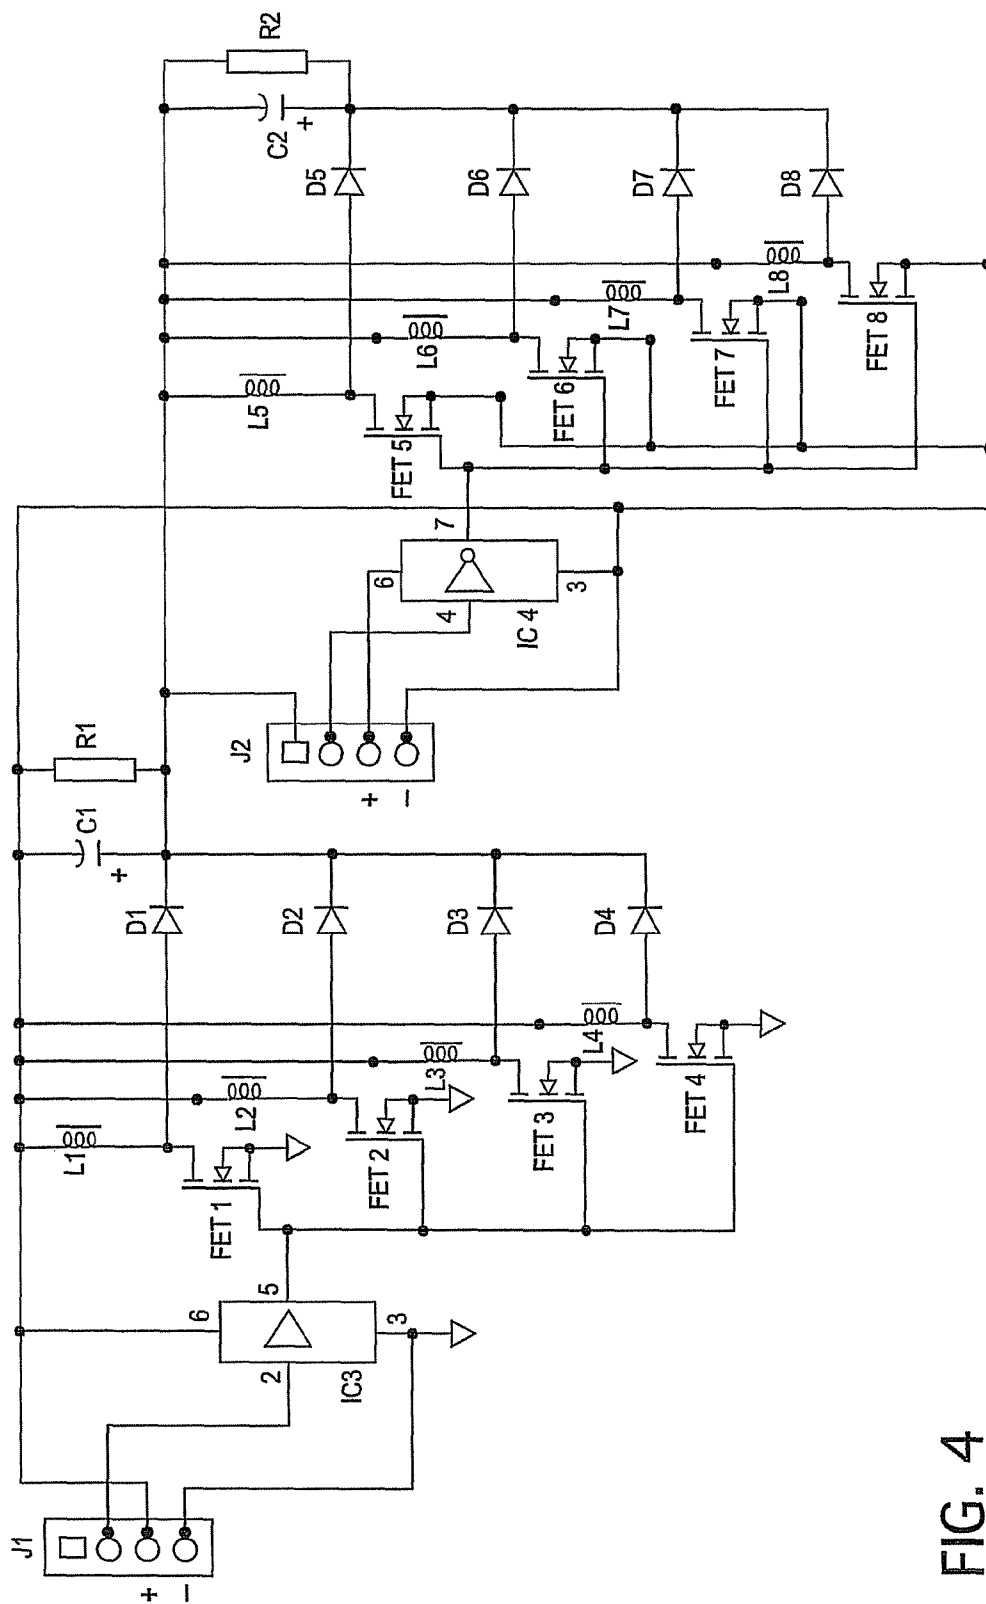 J1
+
–
IC3
2
6
5
3
FET 1
L1
FET 2
L2
FET 3
L3
FET 4
L4
D1
D2
D3
D4
C1
+
R1
J2
+
–
IC 4
4
6
7
3
FET 5
L5
FET 6
L6
FET 7
L7
FET 8
L8
D5
D6
D7
D8
C2
+
R2
FIG. 4